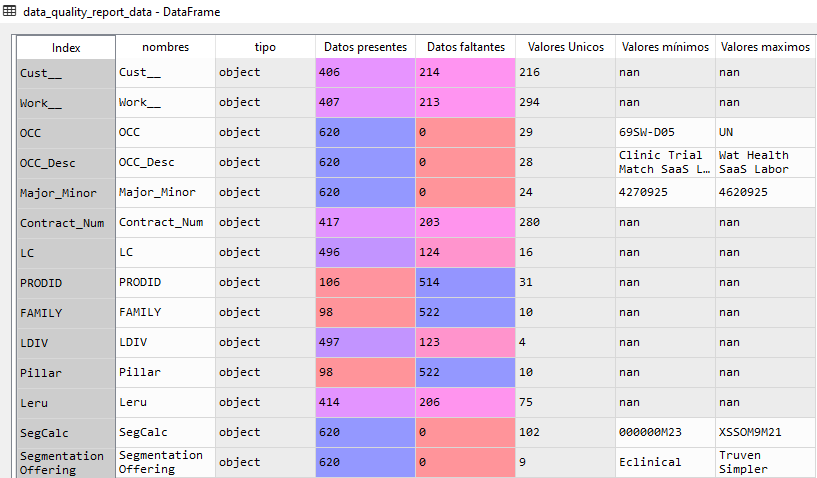 data_quality_report_data - DataFrame
Index nombres tipo Datos presentes Datos faltantes Valores Unicos Valores mínimos Valores maximos
Cust__ Cust__ object 406 214 216 nan nan
Work__ Work__ object 407 213 294 nan nan
OCC OCC object 620 0 29 69SW-D05 UN
OCC_Desc OCC_Desc object 620 0 28 Clinic Trial Wat Health
Match SaaS L… SaaS Labor
Major_Minor Major_Minor object 620 0 24 4270925 4620925
Contract_Num Contract_Num object 417 203 280 nan nan
LC LC object 496 124 16 nan nan
PRODID PRODID object 106 514 31 nan nan
FAMILY FAMILY object 98 522 10 nan nan
LDIV LDIV object 497 123 4 nan nan
Pillar Pillar object 98 522 10 nan nan
Leru Leru object 414 206 75 nan nan
SegCalc SegCalc object 620 0 102 000000M23 XSSOM9M21
Segmentation Segmentation object 620 0 9 Eclinical Truven
Offering Offering Simpler